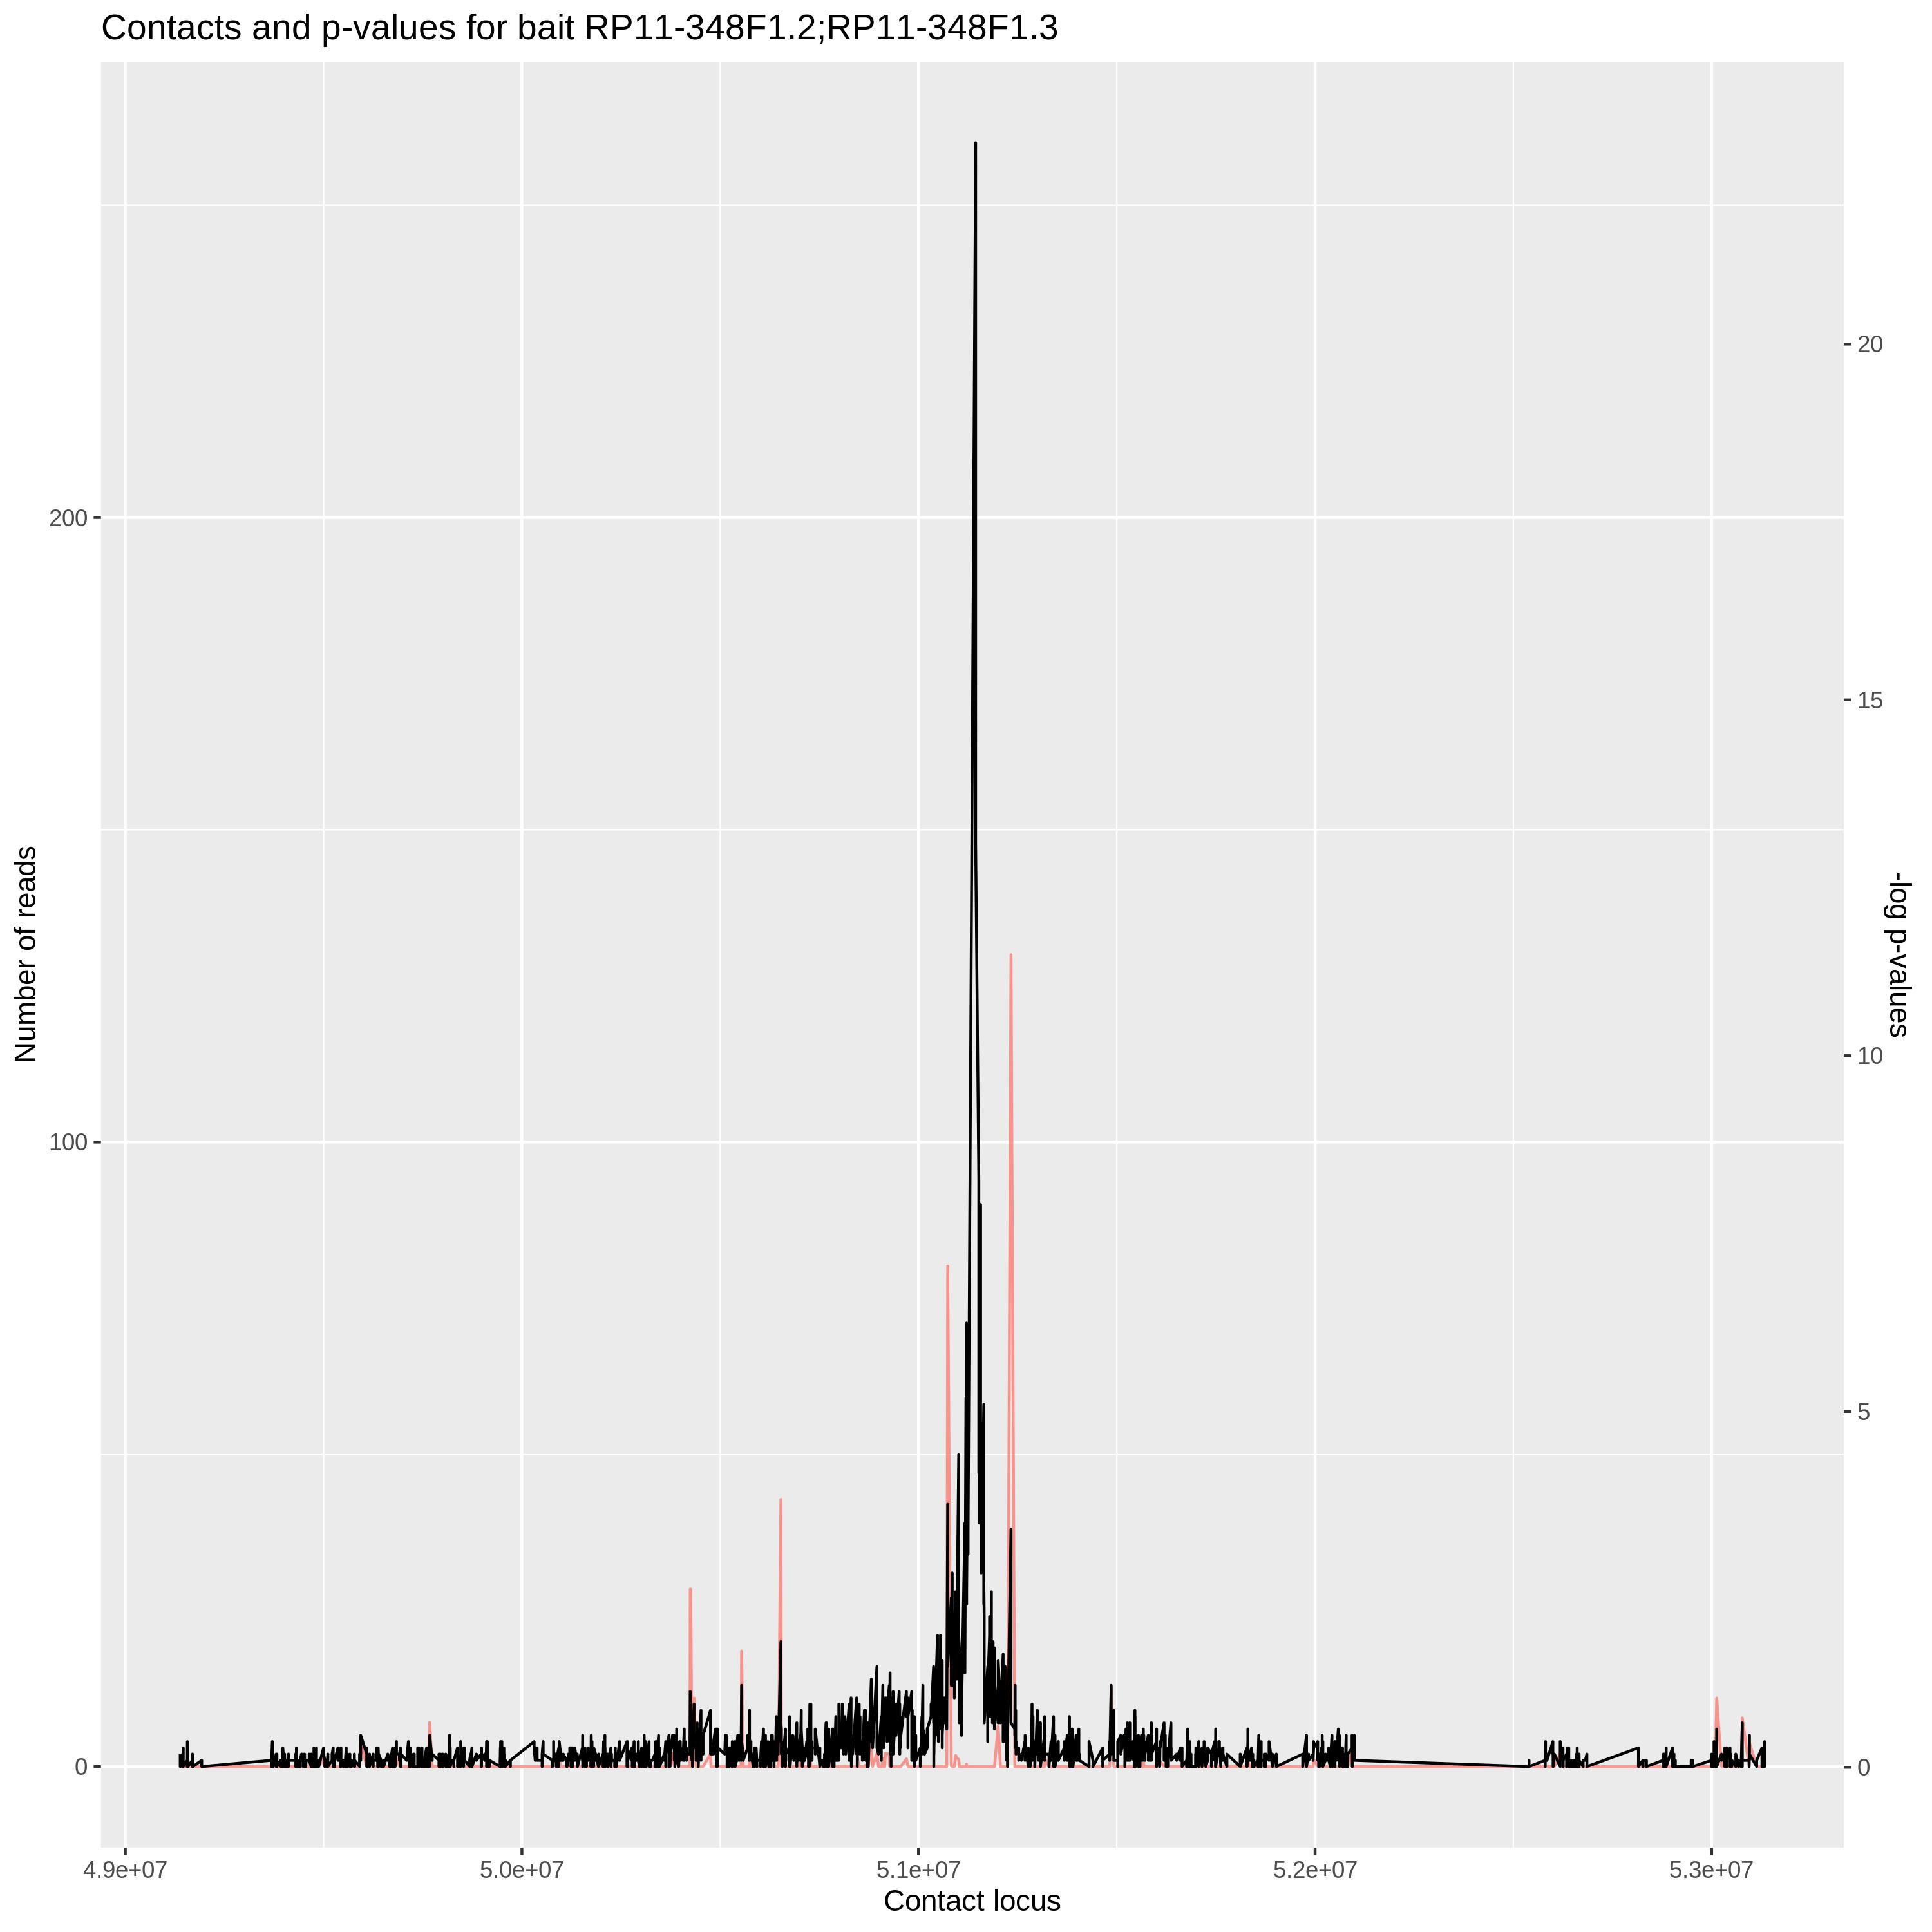 Contacts and p-values for bait RP11-348F1.2;RP11-348F1.3
Number of reads
200
100
0
-log p-values
20
15
10
5
0
4.9e+07 5.0e+07 5.1e+07 5.2e+07 5.3e+07
Contact locus